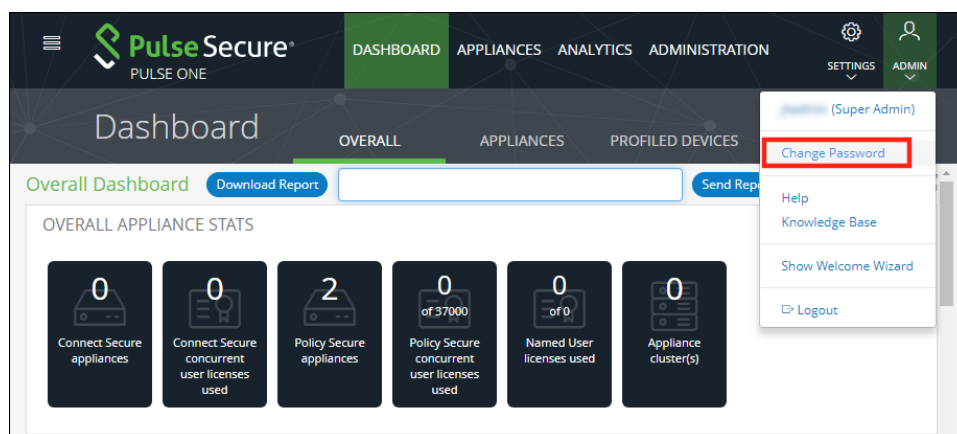 Pulse Secure®
PULSE ONE
DASHBOARD APPLIANCES ANALYTICS ADMINISTRATION
SETTINGS ADMIN
Dashboard
OVERALL APPLIANCES PROFILED DEVICES
(Super Admin)
Change Password
Help
Knowledge Base
Show Welcome Wizard
Logout
Overall Dashboard Download Report Send Repo
OVERALL APPLIANCE STATS
0
Connect Secure
appliances
0
Connect Secure
concurrent
user licenses
used
2
Policy Secure
appliances
0
of 37000
Policy Secure
concurrent
user licenses
used
0
of 0
Named User
licenses used
0
Appliance
cluster(s)